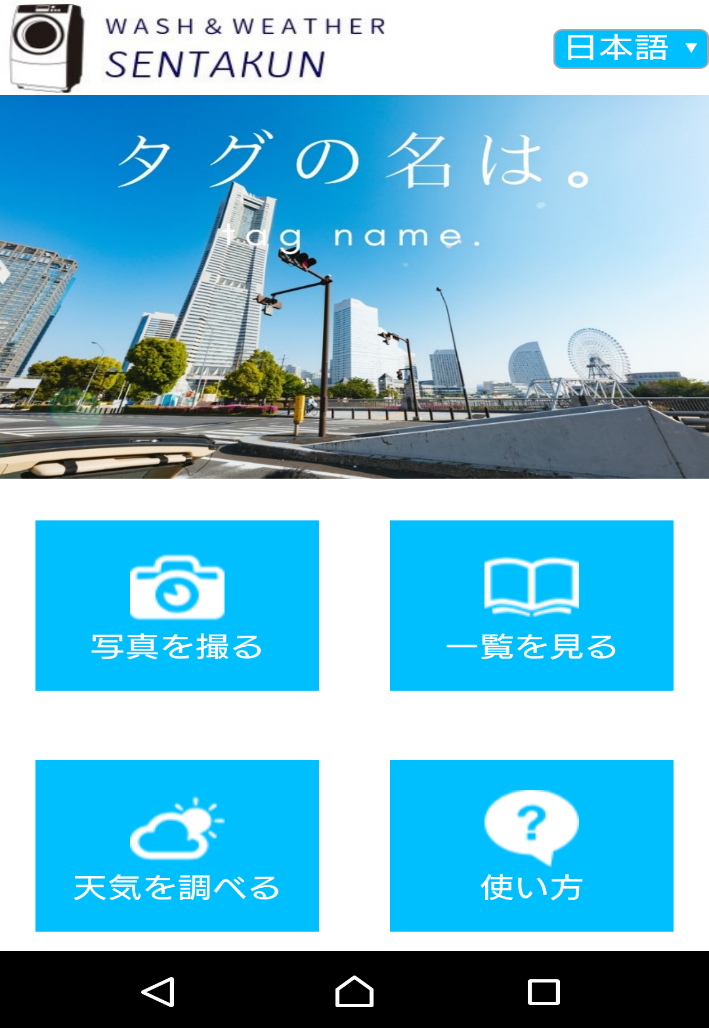 WASH & WEATHER
SENTAKUN
日本語 ▼
タグの名は。
tag name.
写真を撮る
一覧を見る
天気を調べる
使い方